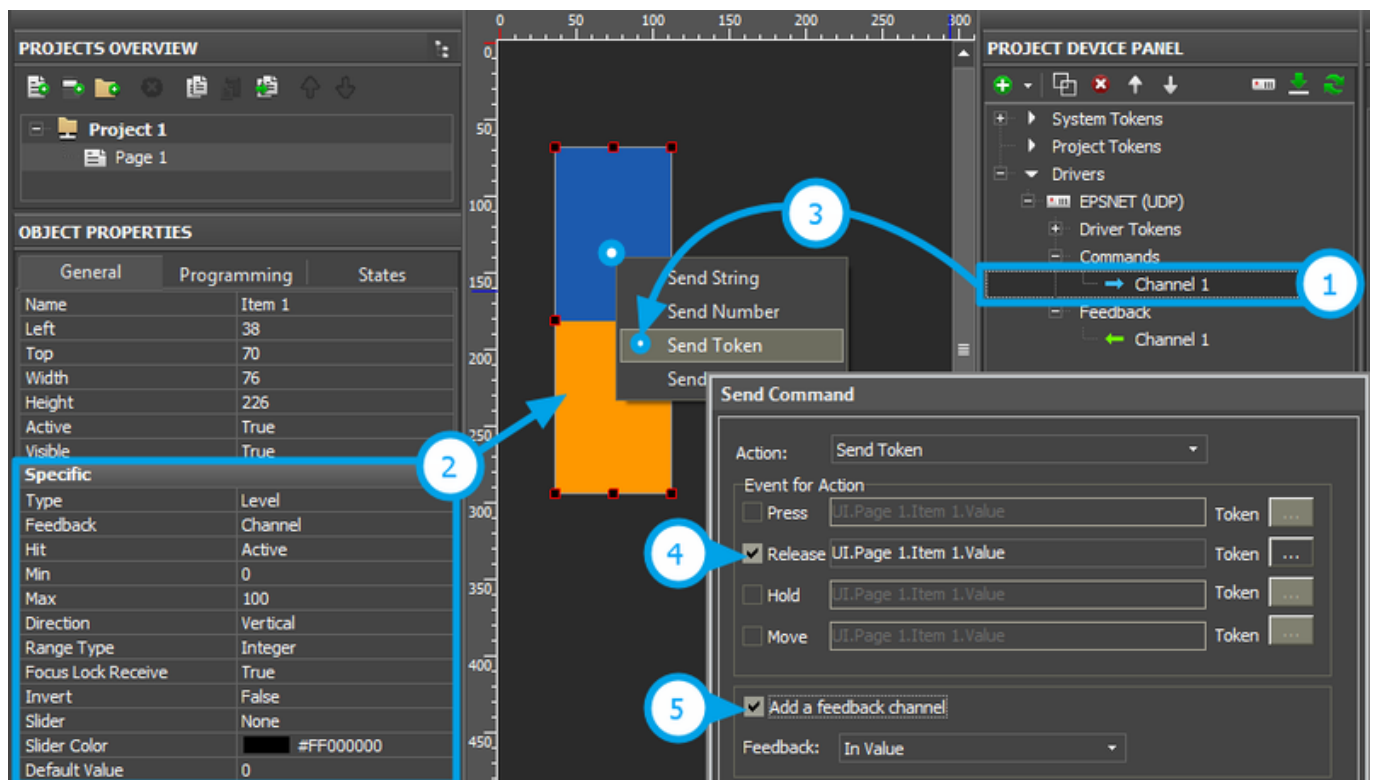 0 50 100 150 200 250 300
PROJECTS OVERVIEW
Project 1
Page 1
OBJECT PROPERTIES
General Programming States
Name Item 1
Left 38
Top 70
Width 76
Height 226
Active True
Visible True
Specific
Type Level
Feedback Channel
Hit Active
Min 0
Max 100
Direction Vertical
Range Type Integer
Focus Lock Receive True
Invert False
Slider None
Slider Color #FF000000
Default Value 0
2
0
50
100
150
200
250
300
350
400
450
3
Send String
Send Number
Send Token
Send
PROJECT DEVICE PANEL
System Tokens
Project Tokens
Drivers
EPSNET (UDP)
Driver Tokens
Commands
Channel 1
1
Feedback
Channel 1
Send Command
Action: Send Token
Event for Action
Press UI.Page 1.Item 1.Value Token ...
4
Release UI.Page 1.Item 1.Value Token ...
Hold UI.Page 1.Item 1.Value Token ...
Move UI.Page 1.Item 1.Value Token ...
5
Add a feedback channel
Feedback: In Value